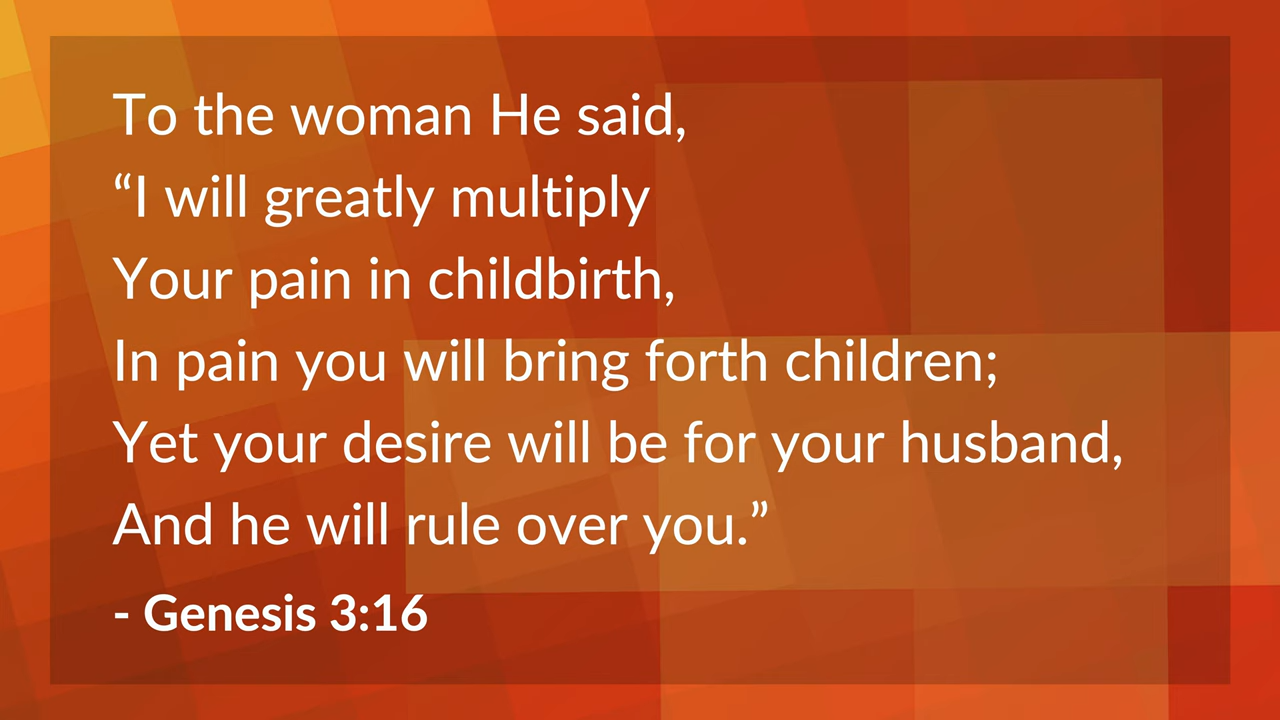 To the woman He said,
“I will greatly multiply
Your pain in childbirth,
In pain you will bring forth children;
Yet your desire will be for your husband,
And he will rule over you.”
- Genesis 3:16